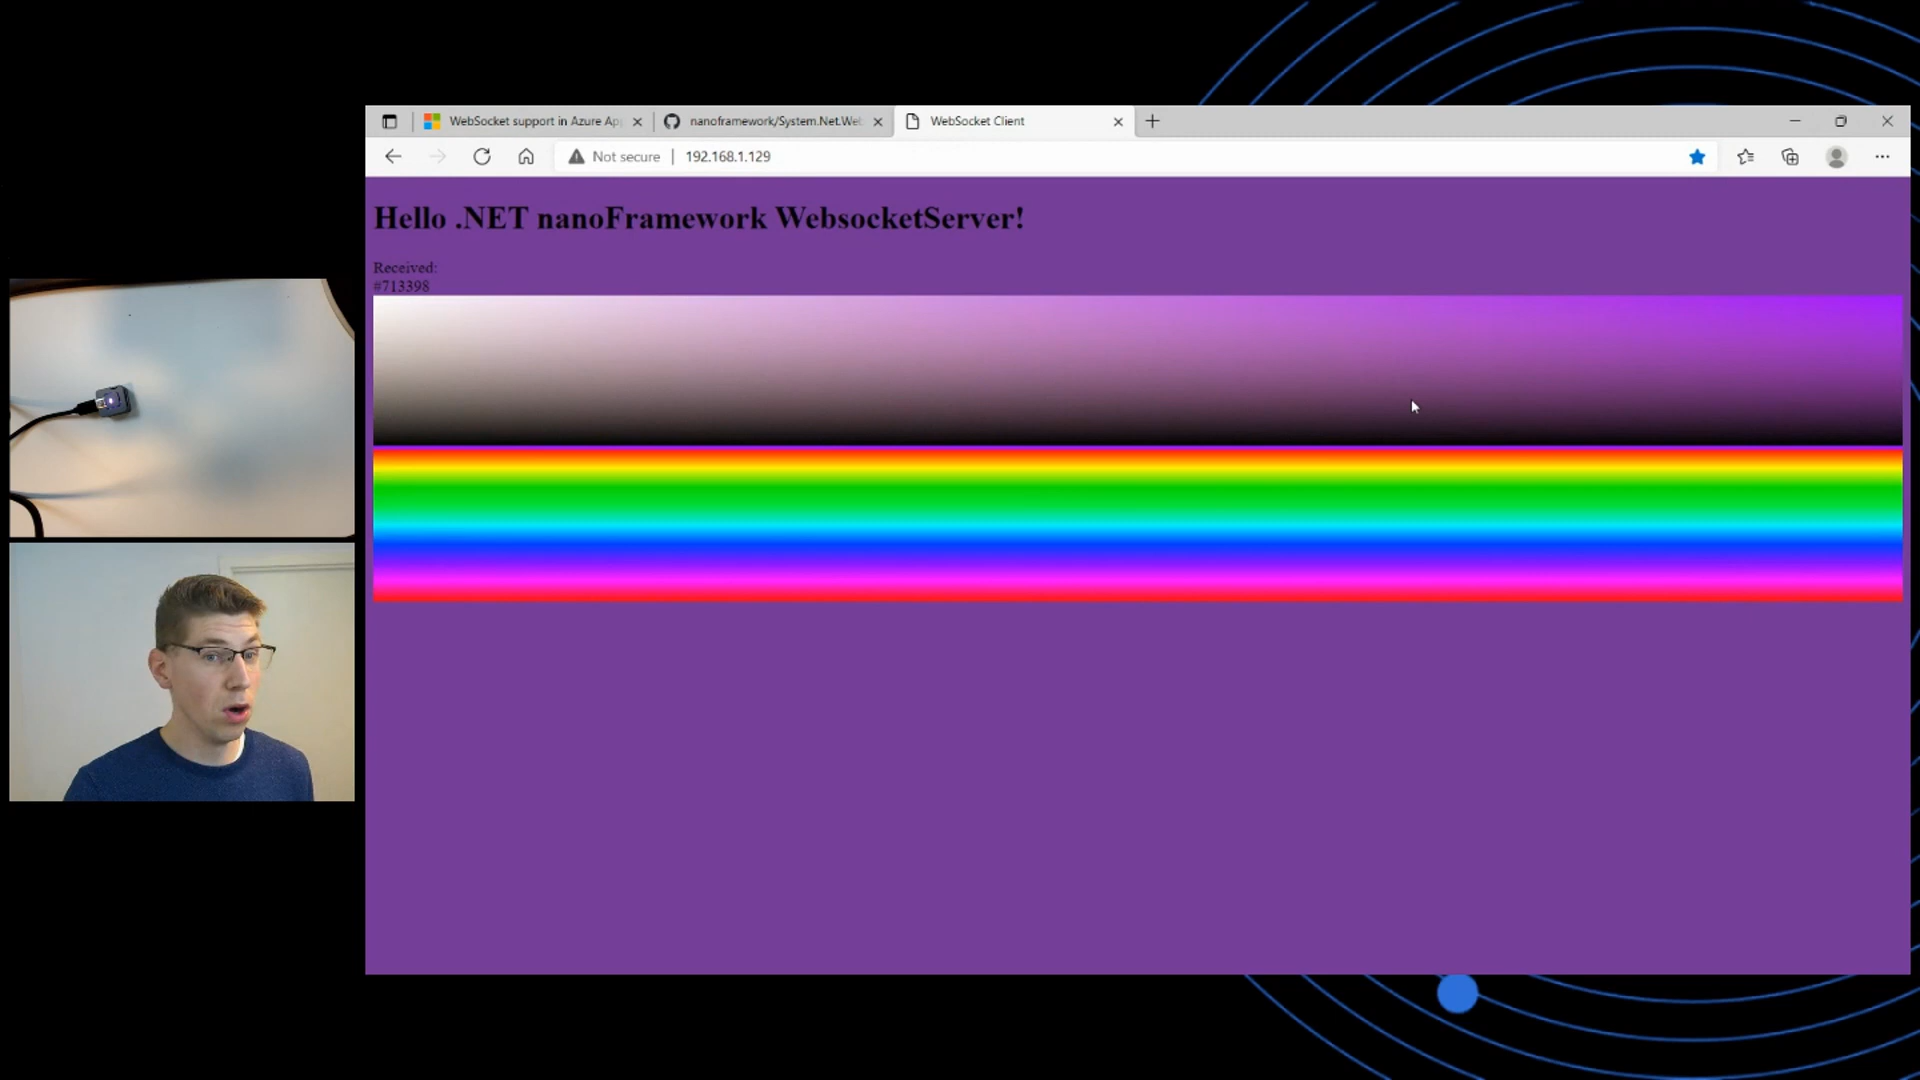 WebSocket support in Azure Ap
nanoframework/System.Net.We
WebSocket Client
Not secure
192.168.1.129
Hello .NET nanoFramework WebsocketServer!
Received:
#713398